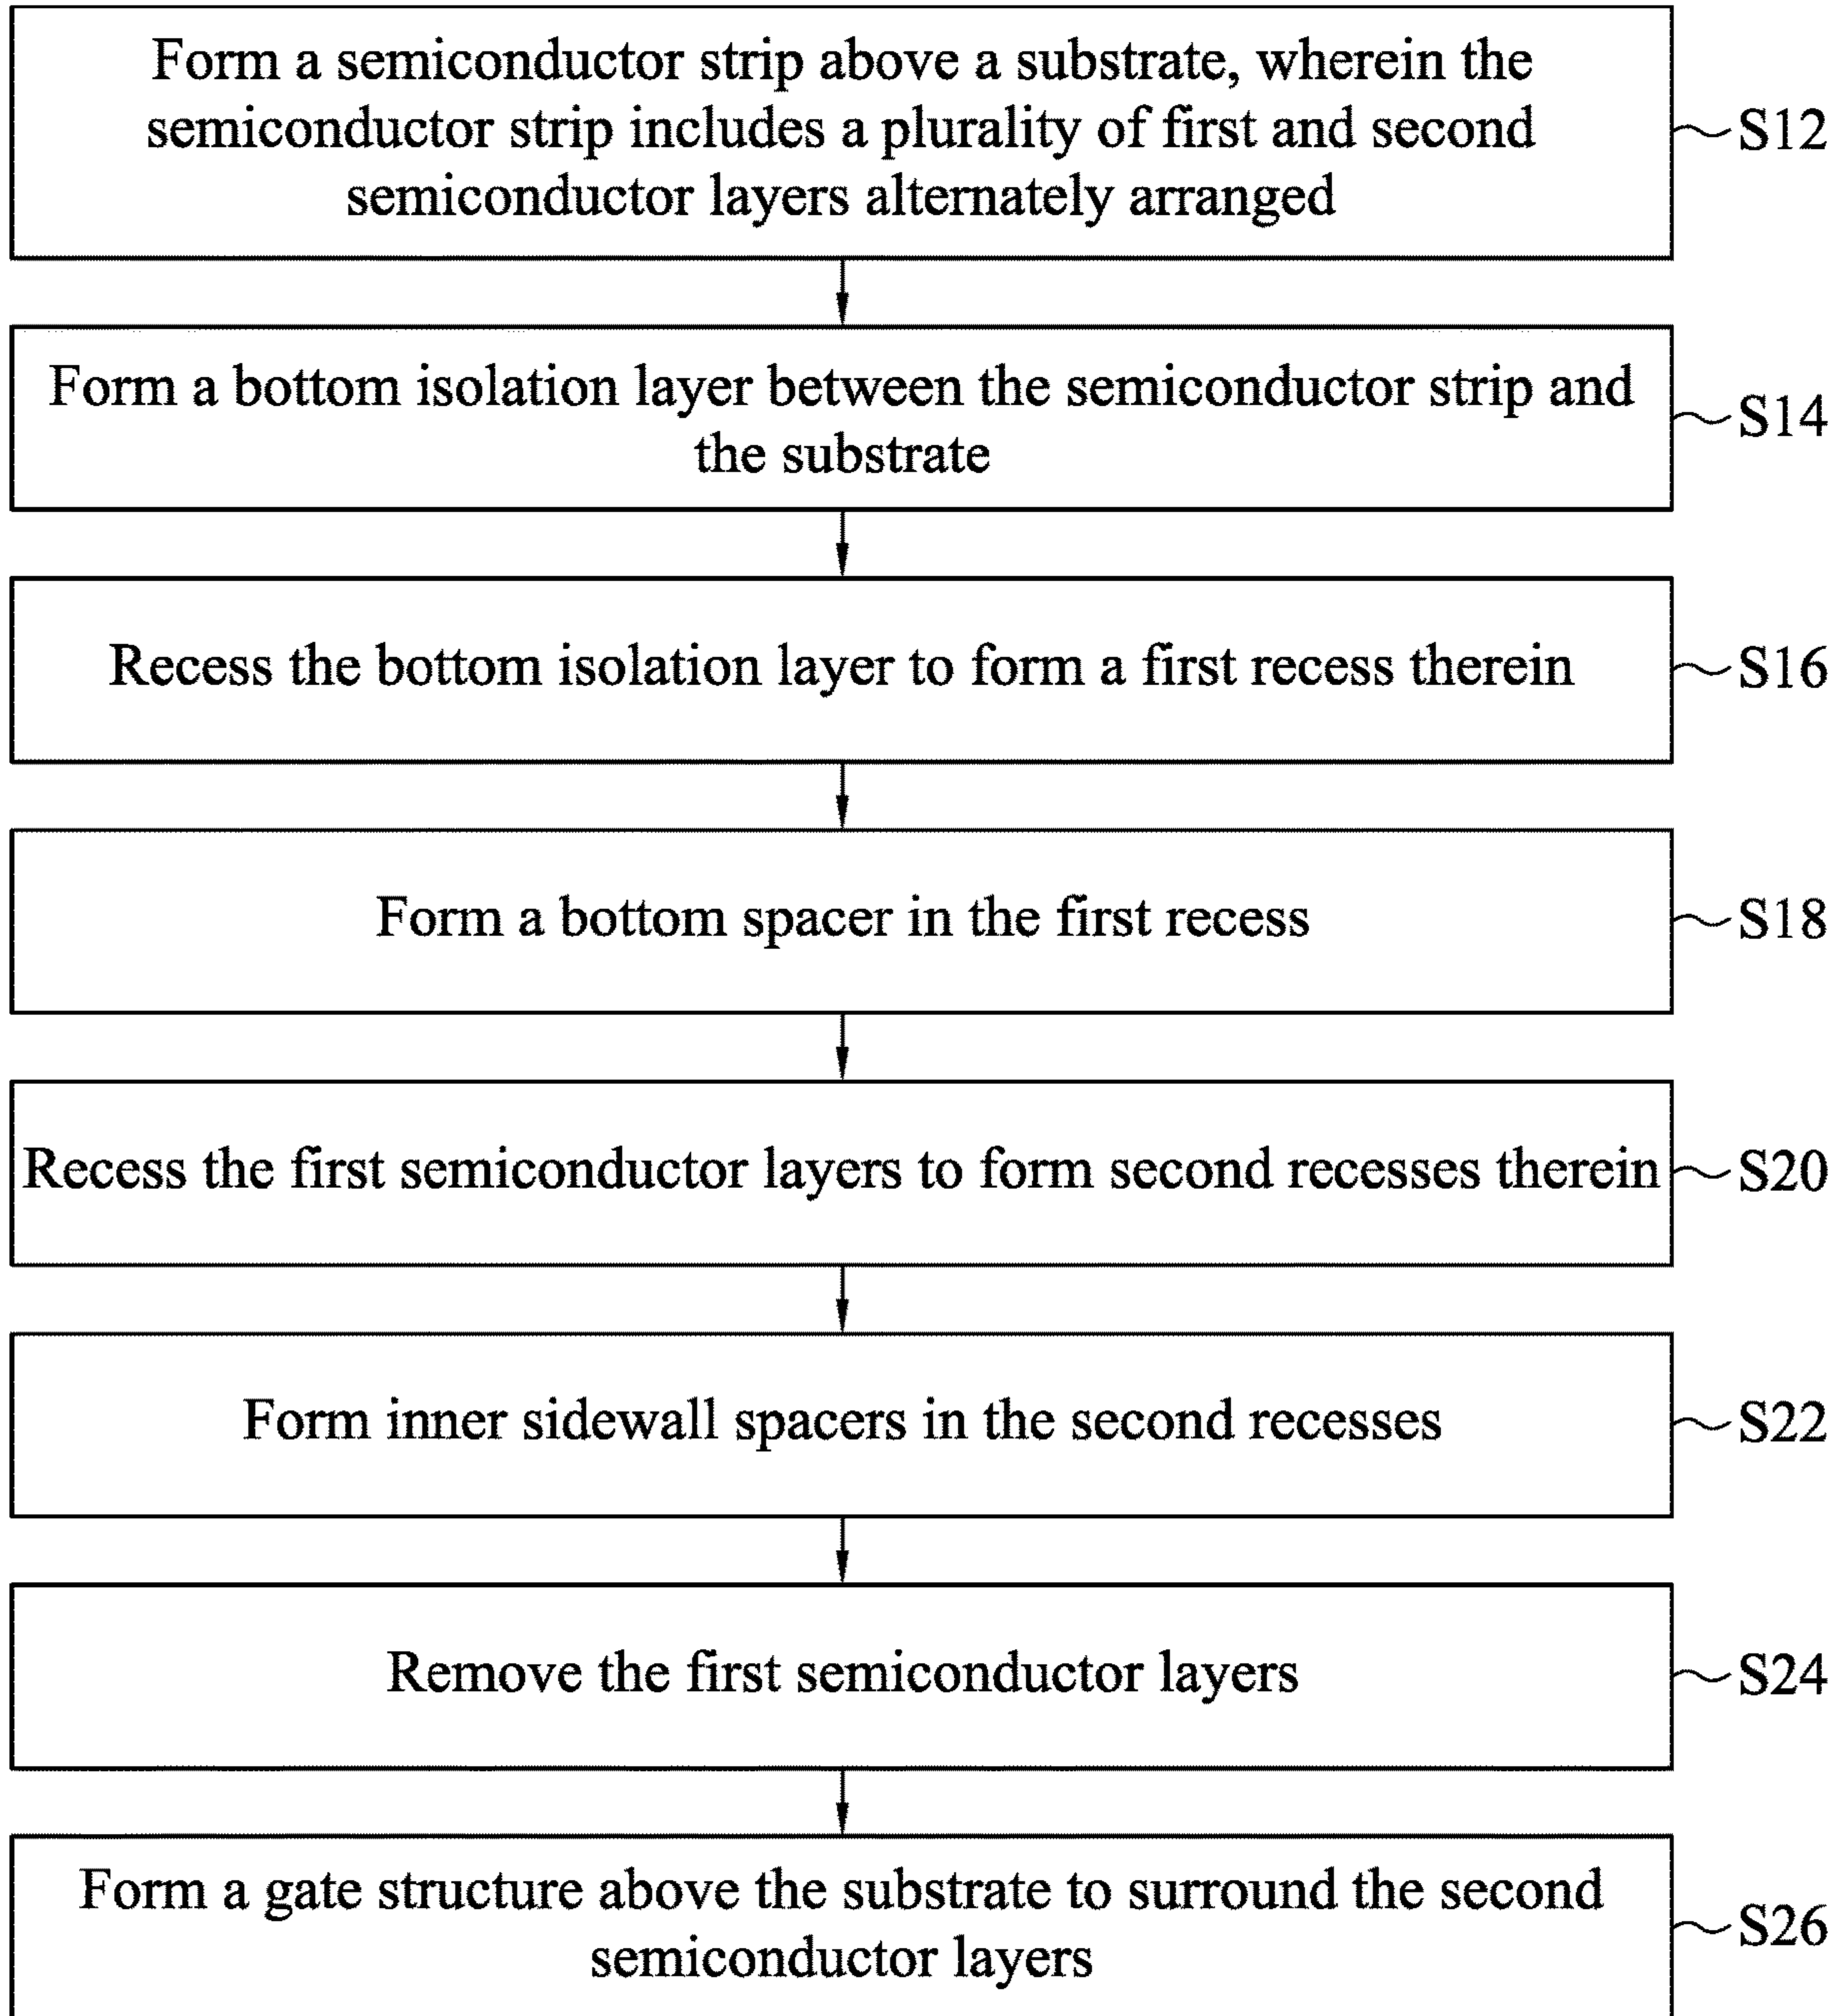 Form a semiconductor strip above a substrate, wherein the
semiconductor strip includes a plurality of first and second
semiconductor layers alternately arranged
S12
Form a bottom isolation layer between the semiconductor strip and
the substrate
S14
Recess the bottom isolation layer to form a first recess therein
S16
Form a bottom spacer in the first recess
S18
Recess the first semiconductor layers to form second recesses therein
S20
Form inner sidewall spacers in the second recesses
S22
Remove the first semiconductor layers
S24
Form a gate structure above the substrate to surround the second
semiconductor layers
S26